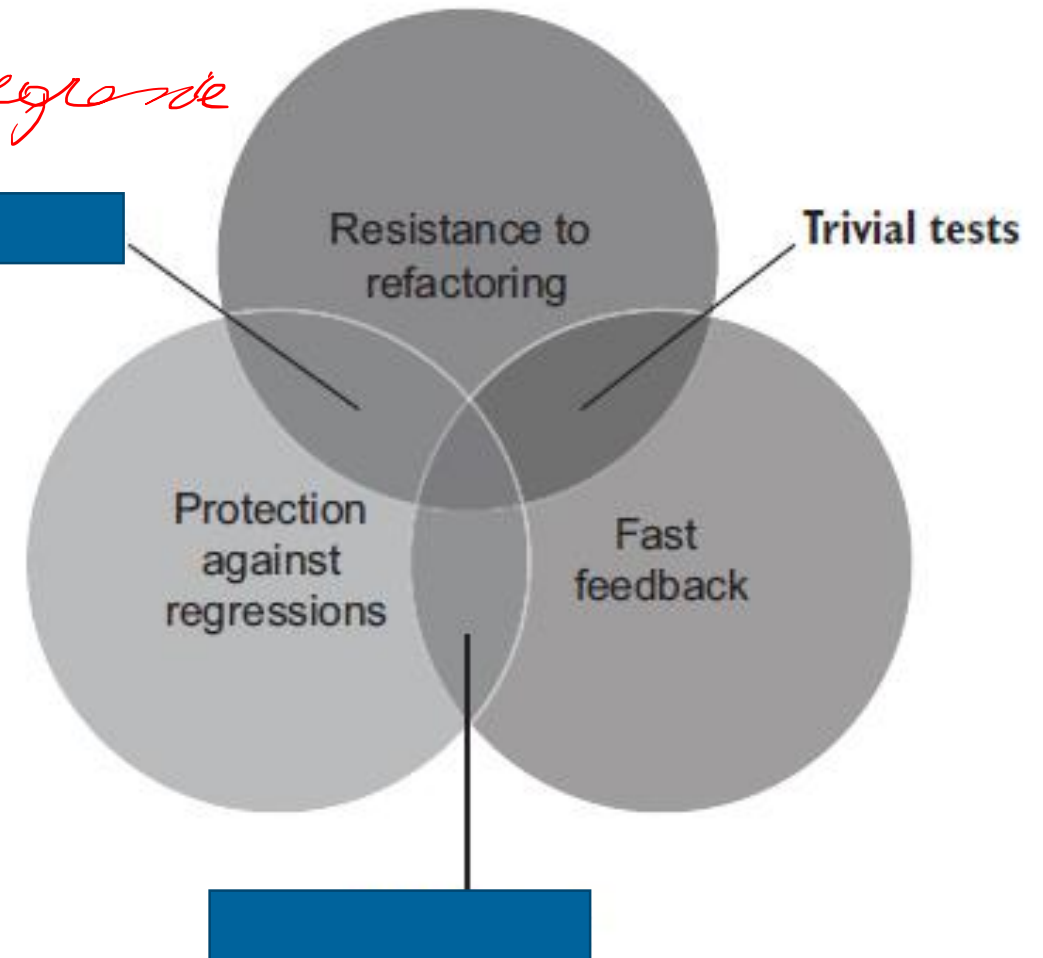 Resistance to
refactoring
Trivial tests
Protection
against
regressions
Fast
feedback